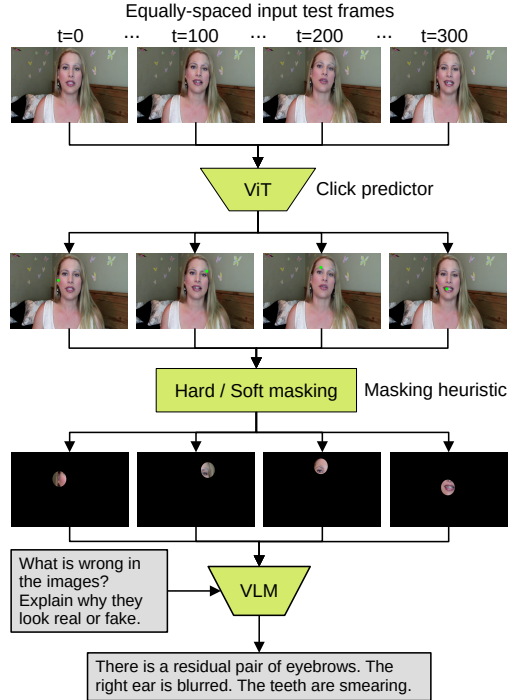 Equally-spaced input test frames
t=0 ... t=100 ... t=200 ... t=300
ViT
Click predictor
Hard / Soft masking
Masking heuristic
What is wrong in
the images?
Explain why they
look real or fake.
VLM
There is a residual pair of eyebrows. The
right ear is blurred. The teeth are smearing.